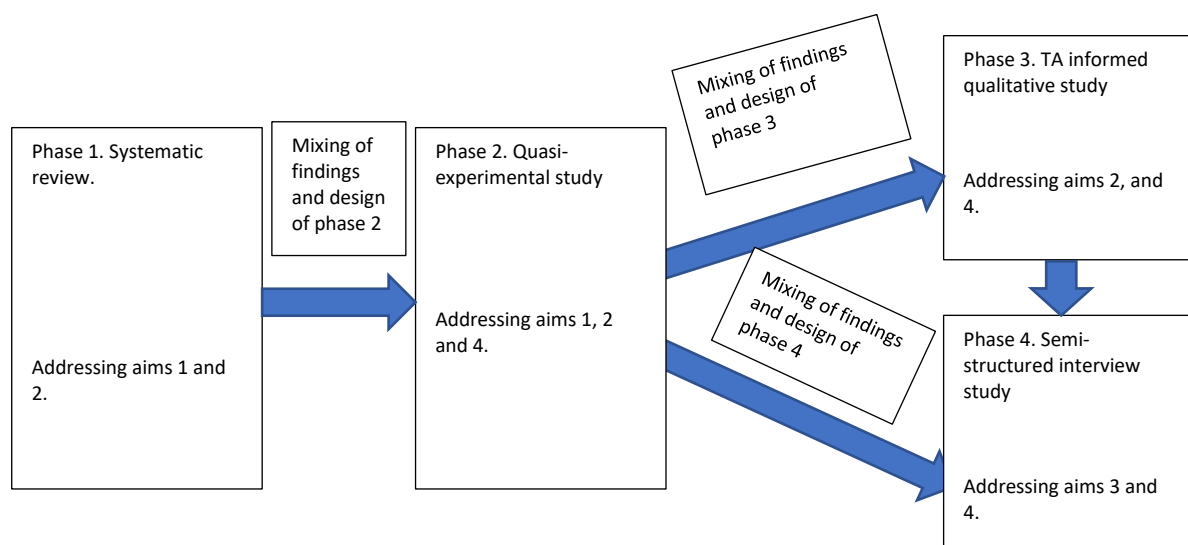 Phase 1. Systematic
review.
Addressing aims 1 and
2.
Mixing of
findings
and design
of phase 2
Phase 2. Quasi-
experimental study
Addressing aims 1, 2
and 4.
Mixing of findings
and design of
phase 3
Mixing of findings
and design of
phase 4
Phase 3. TA informed
qualitative study
Addressing aims 2, and
4.
Phase 4. Semi-
structured interview
study
Addressing aims 3 and
4.